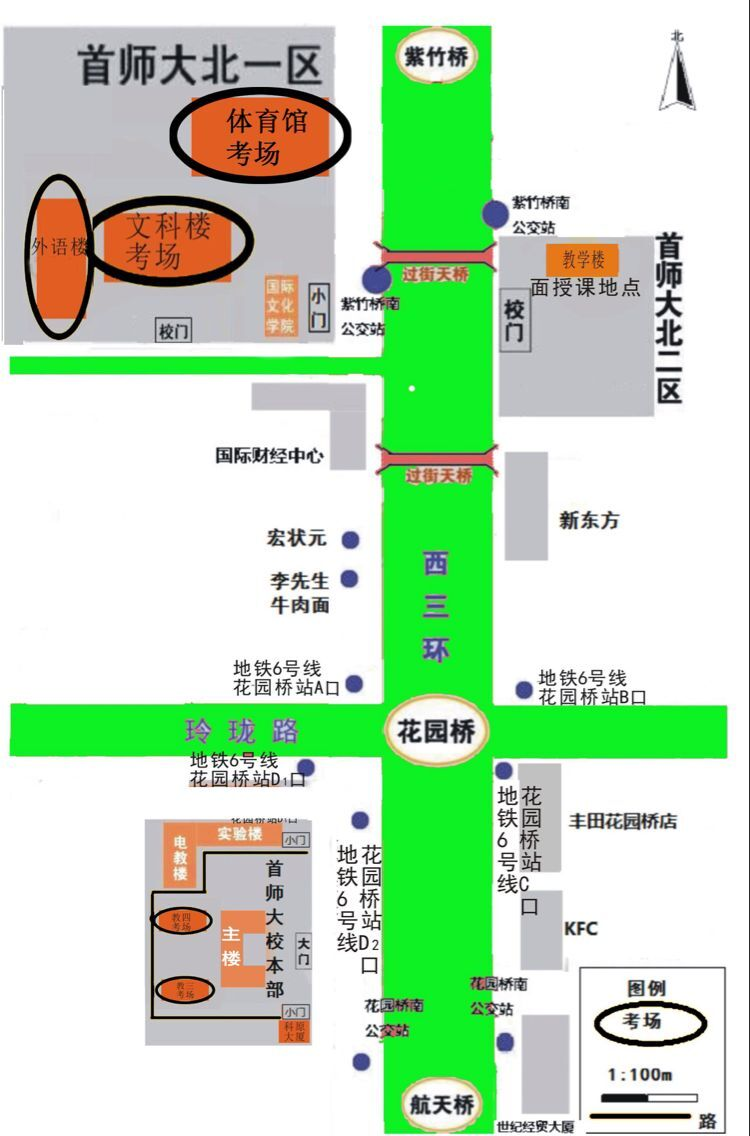 紫竹桥
北
首师大北一区
体育馆
考场
外语楼
文科楼
考场
国际
文化
学院
小门
校门
紫竹桥南
公交站
过街天桥
紫竹桥南
公交站
教学楼
面授课地点
校门
首师大北二区
国际财经中心
过街天桥
新东方
宏状元
李先生
牛肉面
西三环
地铁6号线
花园桥站A口
地铁6号线
花园桥站B口
玲珑路
花园桥
地铁6号线
花园桥站D1口
花园桥站D1口
实验楼
小门
电教楼
首师大校本部
教四
考场
主楼
大门
教三
考场
小门
科原
大厦
地铁6号线
花园桥站D2口
地铁6号线
花园桥站C口
丰田花园桥店
KFC
花园桥南
公交站
花园桥南
公交站
航天桥
世纪经贸大厦
图例
考场
1:100m
路